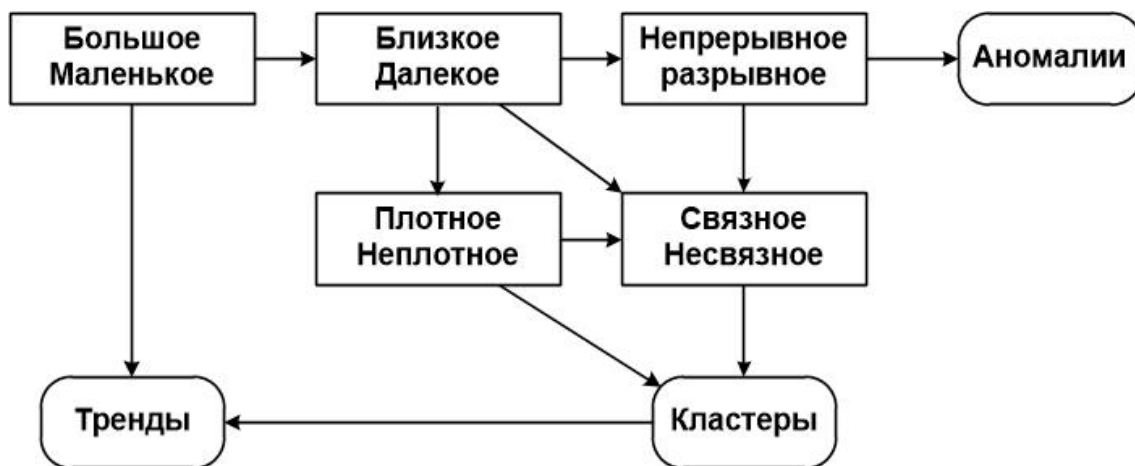 Большое
Маленькое
Близкое
Далекое
Непрерывное
разрывное
Аномалии
Плотное
Неплотное
Связное
Несвязное
Тренды
Кластеры